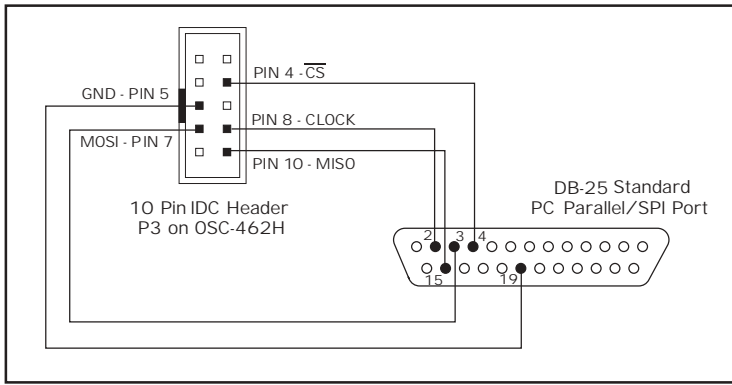 PIN 4 - CS
GND - PIN 5
PIN 8 - CLOCK
MOSI - PIN 7
PIN 10 - MISO
10 Pin IDC Header
P3 on OSC-462H
DB-25 Standard
PC Parallel/SPI Port
2 3 4
15 19